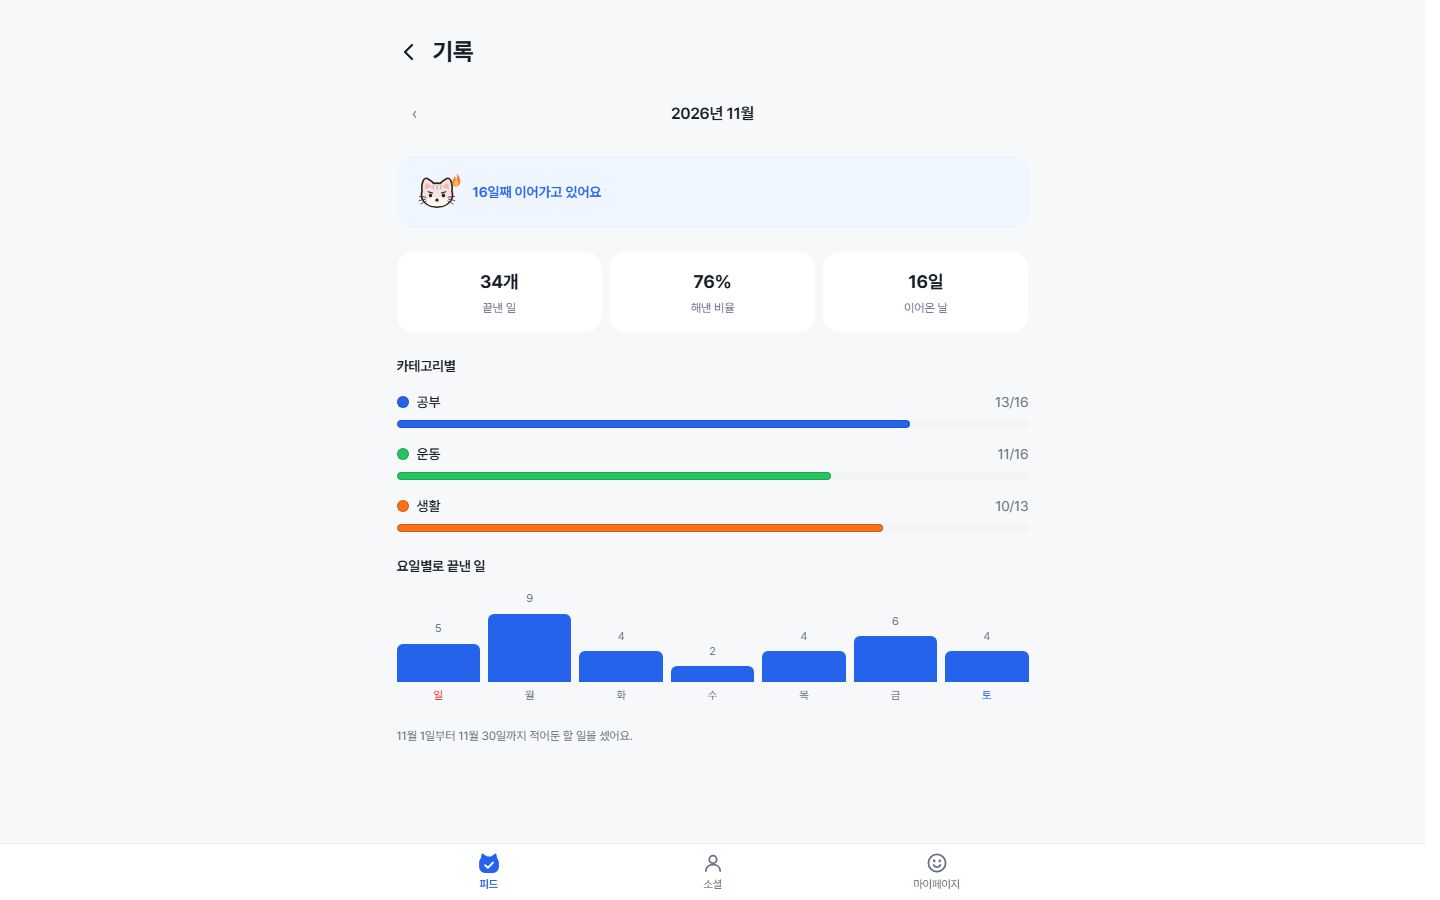 기록
‹
2026년 11월
16일째 이어가고 있어요
34개
끝낸 일
76%
해낸 비율
16일
이어온 날
카테고리별
공부 13/16
운동 11/16
생활 10/13
요일별로 끝낸 일
5 9 4 2 4 6 4
일 월 화 수 목 금 토
11월 1일부터 11월 30일까지 적어둔 할 일을 셌어요.
피드 소셜 마이페이지